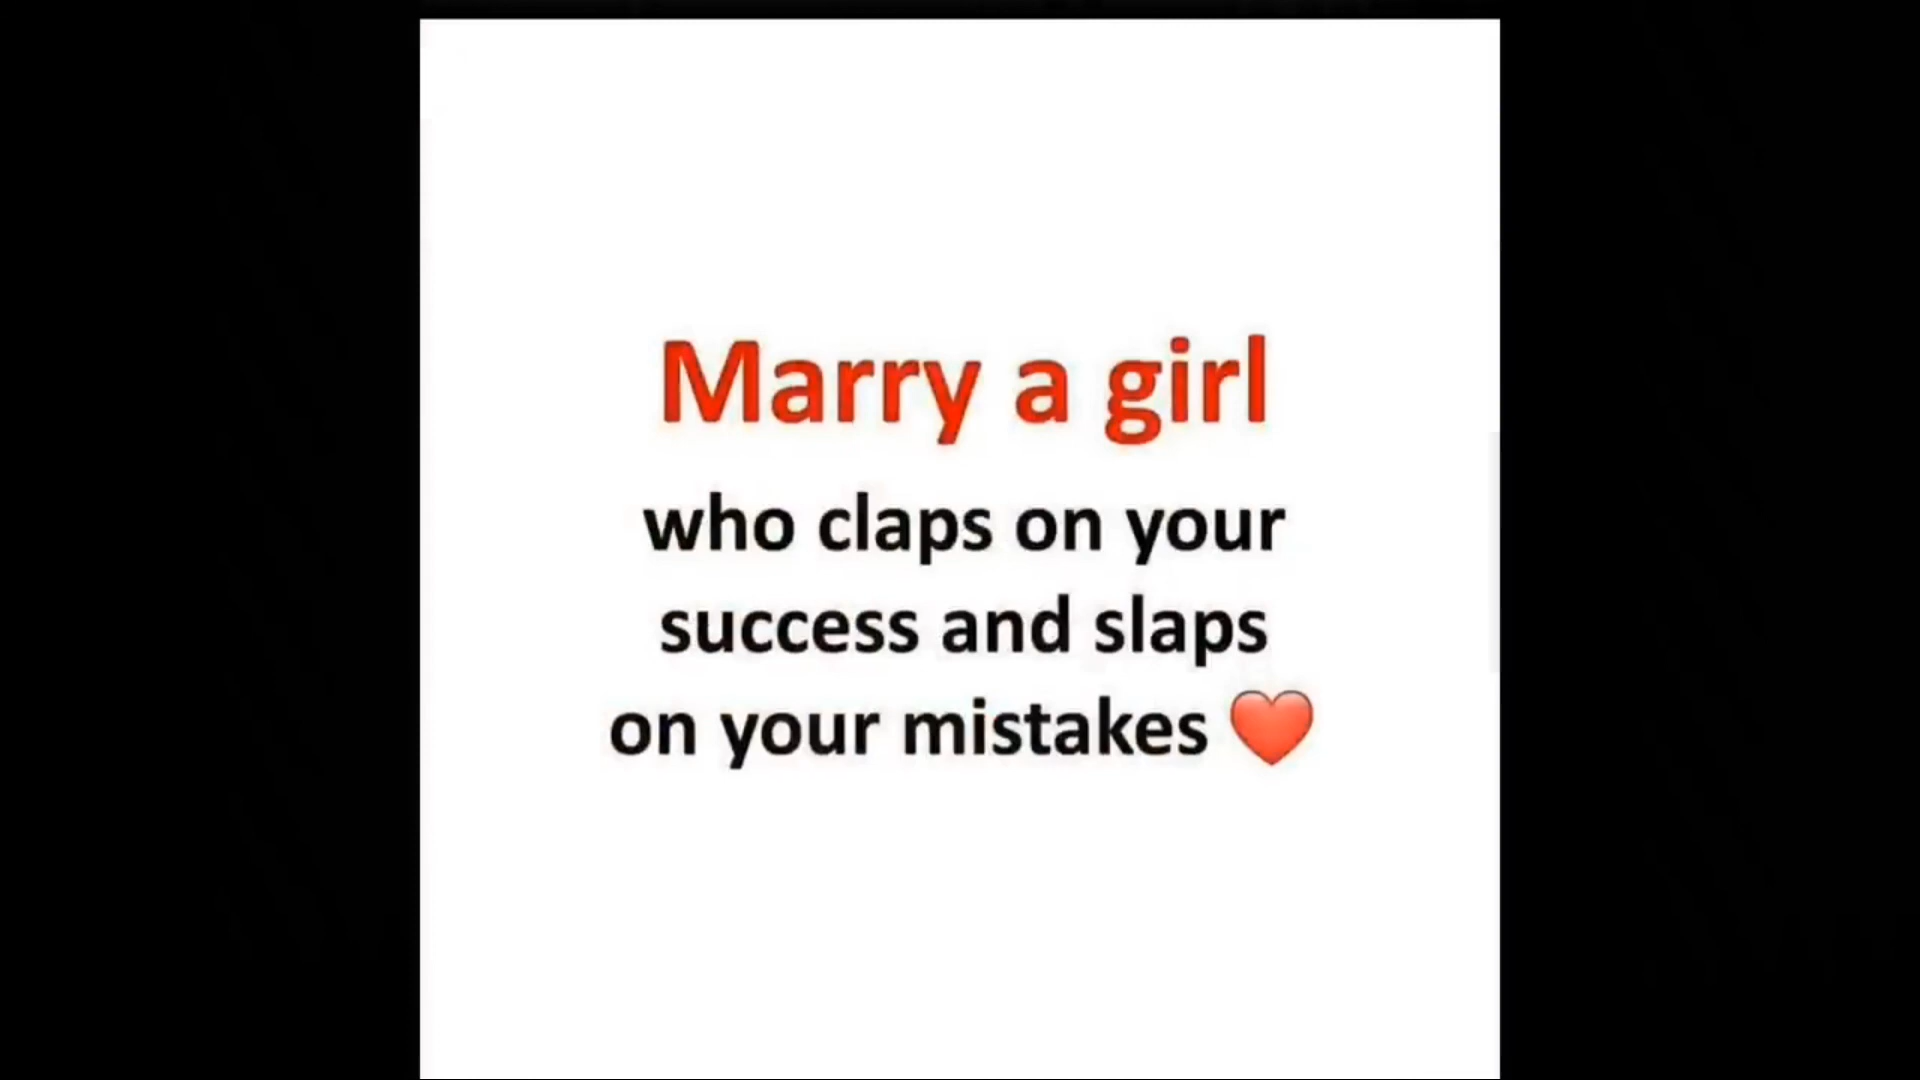 Marry a girl
who claps on your
success and slaps
on your mistakes ❤️